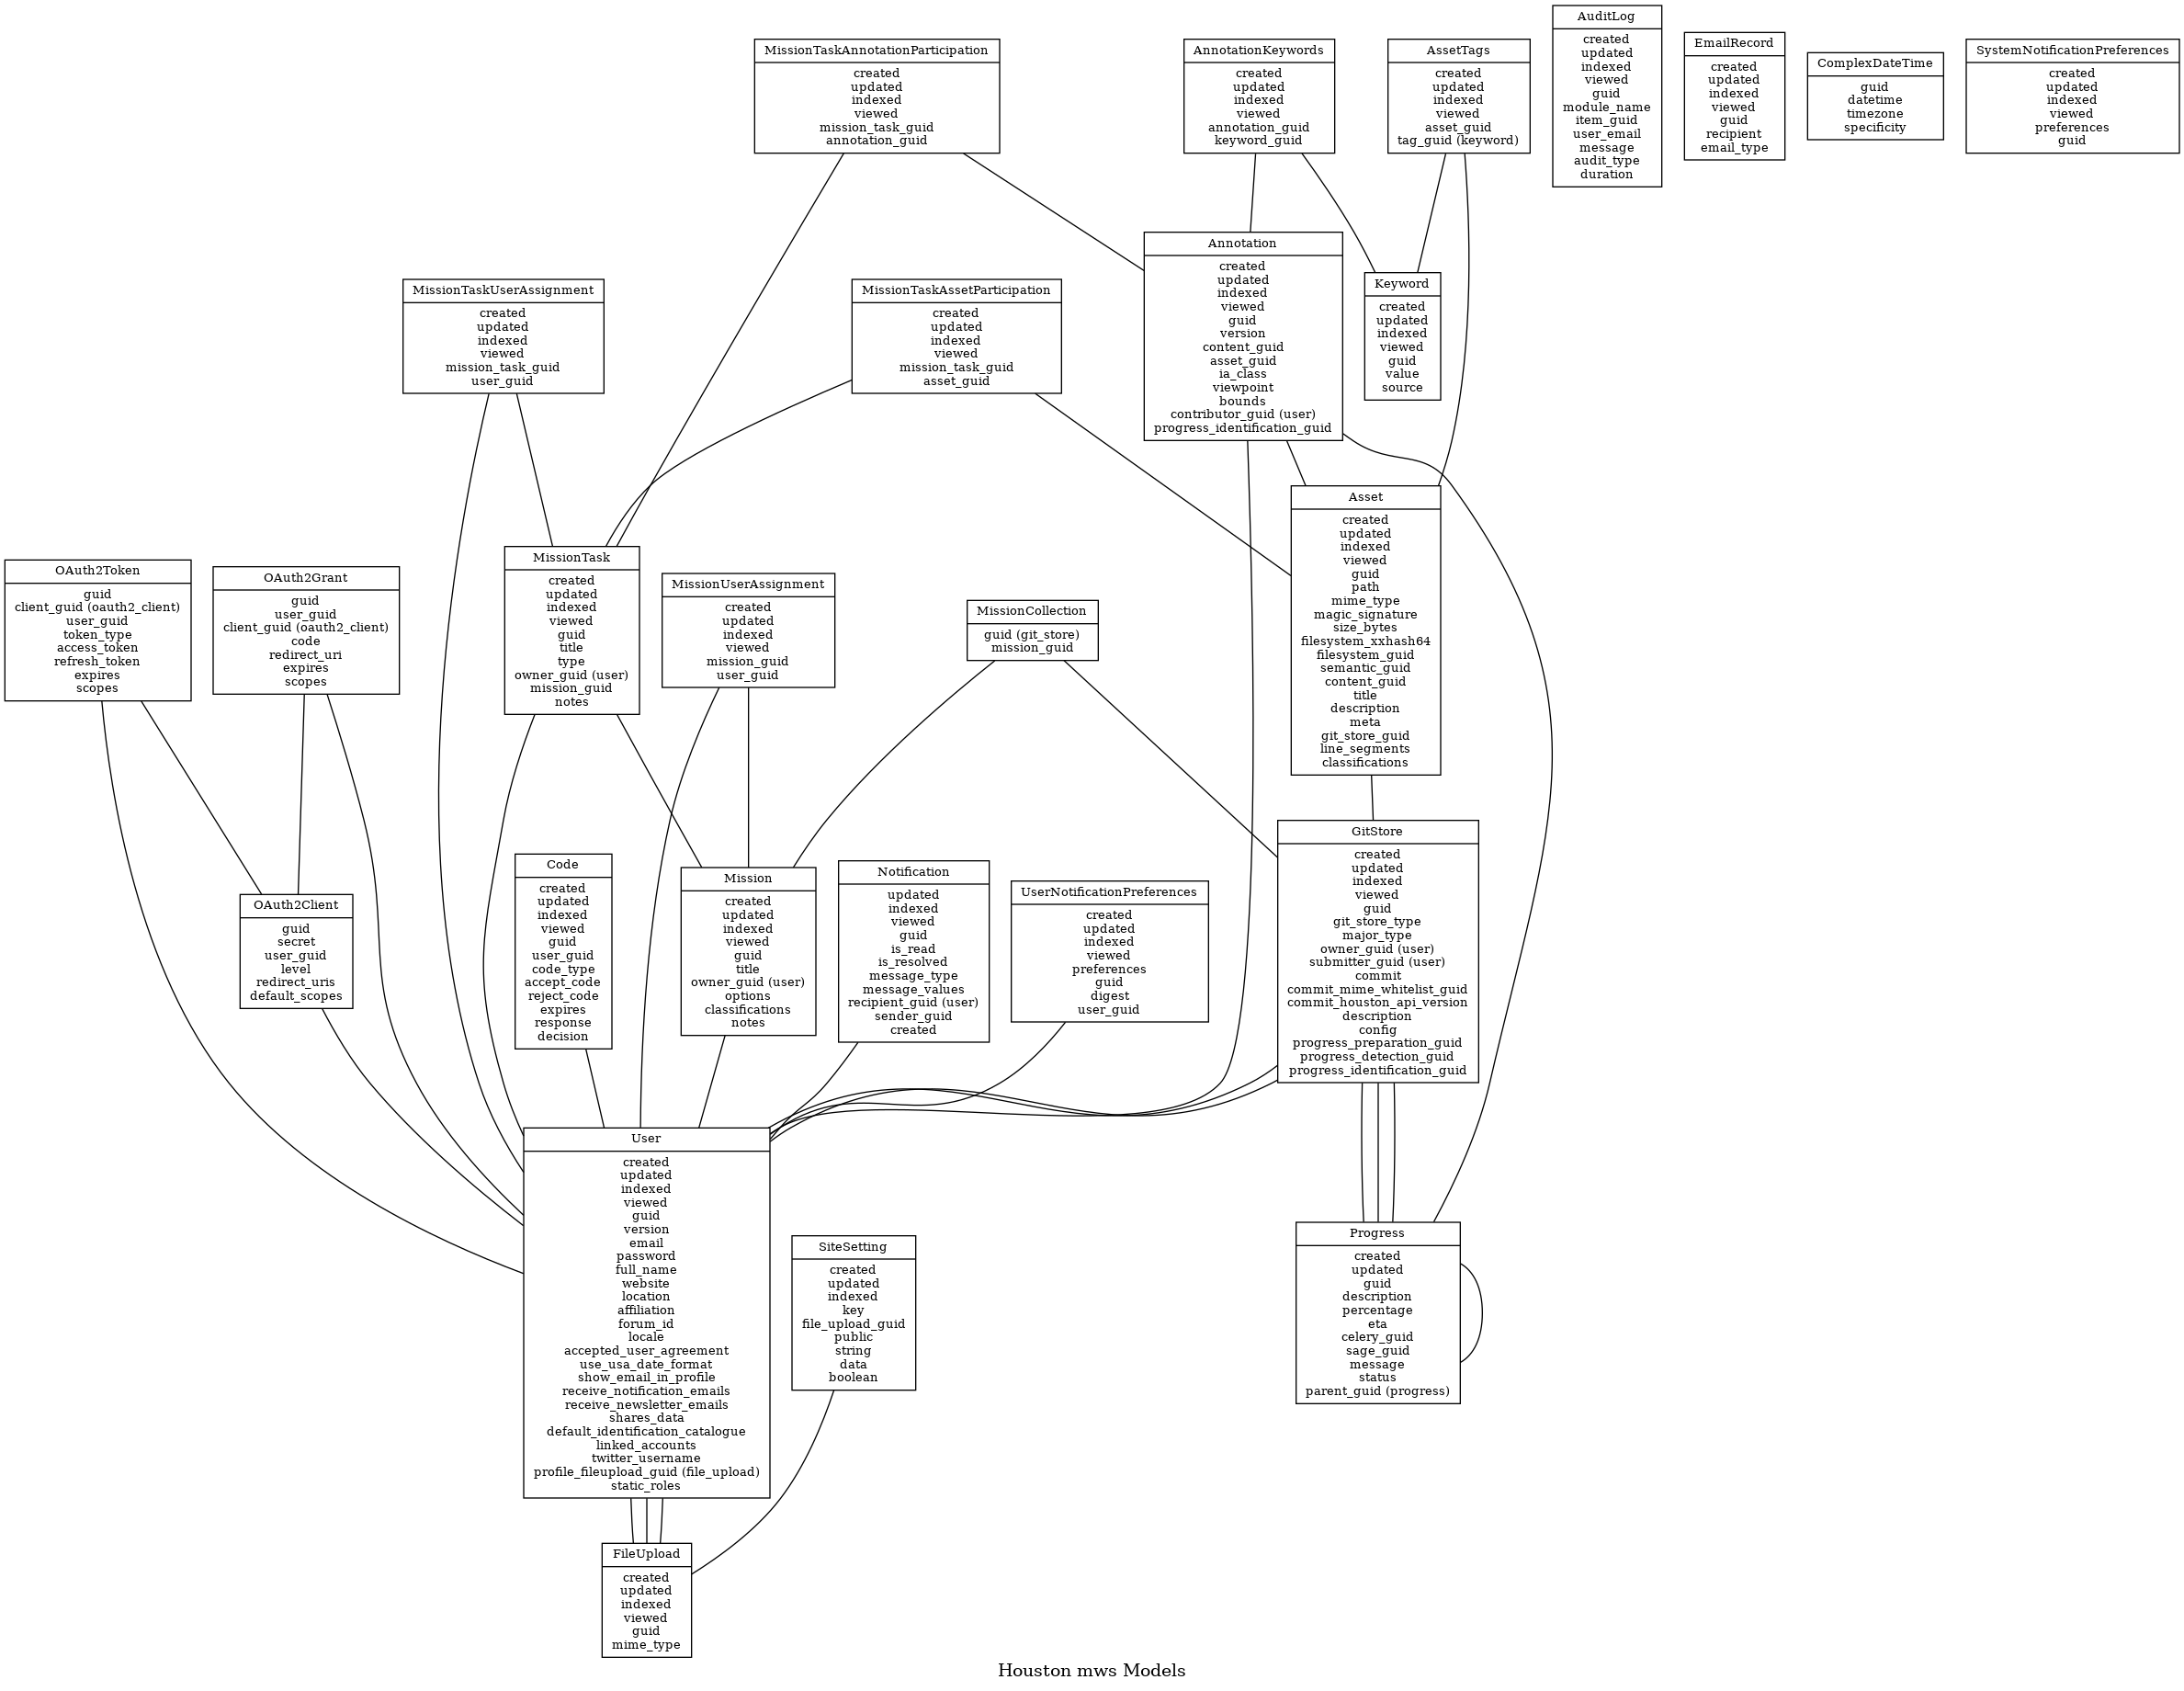 MissionTaskAnnotationParticipation
created
updated
indexed
viewed
mission_task_guid
annotation_guid
AnnotationKeywords
created
updated
indexed
viewed
annotation_guid
keyword_guid
AssetTags
created
updated
indexed
viewed
asset_guid
tag_guid (keyword)
AuditLog
created
updated
indexed
viewed
guid
module_name
item_guid
user_email
message
audit_type
duration
EmailRecord
created
updated
indexed
viewed
guid
recipient
email_type
ComplexDateTime
guid
datetime
timezone
specificity
SystemNotificationPreferences
created
updated
indexed
viewed
preferences
guid
MissionTaskUserAssignment
created
updated
indexed
viewed
mission_task_guid
user_guid
MissionTaskAssetParticipation
created
updated
indexed
viewed
mission_task_guid
asset_guid
Annotation
created
updated
indexed
viewed
guid
version
content_guid
asset_guid
ia_class
viewpoint
bounds
contributor_guid (user)
progress_identification_guid
Keyword
created
updated
indexed
viewed
guid
value
source
OAuth2Token
guid
client_guid (oauth2_client)
user_guid
token_type
access_token
refresh_token
expires
scopes
OAuth2Grant
guid
user_guid
client_guid (oauth2_client)
code
redirect_uri
expires
scopes
MissionTask
created
updated
indexed
viewed
guid
title
type
owner_guid (user)
mission_guid
notes
MissionUserAssignment
created
updated
indexed
viewed
mission_guid
user_guid
MissionCollection
guid (git_store)
mission_guid
Asset
created
updated
indexed
viewed
guid
path
mime_type
magic_signature
size_bytes
filesystem_xxhash64
filesystem_guid
semantic_guid
content_guid
title
description
meta
git_store_guid
line_segments
classifications
OAuth2Client
guid
secret
user_guid
level
redirect_uris
default_scopes
Code
created
updated
indexed
viewed
guid
user_guid
code_type
accept_code
reject_code
expires
response
decision
Mission
created
updated
indexed
viewed
guid
title
owner_guid (user)
options
classifications
notes
Notification
updated
indexed
viewed
guid
is_read
is_resolved
message_type
message_values
recipient_guid (user)
sender_guid
created
UserNotificationPreferences
created
updated
indexed
viewed
preferences
guid
digest
user_guid
GitStore
created
updated
indexed
viewed
guid
git_store_type
major_type
owner_guid (user)
submitter_guid (user)
commit
commit_mime_whitelist_guid
commit_houston_api_version
description
config
progress_preparation_guid
progress_detection_guid
progress_identification_guid
User
created
updated
indexed
viewed
guid
version
email
password
full_name
website
location
affiliation
forum_id
locale
accepted_user_agreement
use_usa_date_format
show_email_in_profile
receive_notification_emails
receive_newsletter_emails
shares_data
default_identification_catalogue
linked_accounts
twitter_username
profile_fileupload_guid (file_upload)
static_roles
SiteSetting
created
updated
indexed
key
file_upload_guid
public
string
data
boolean
Progress
created
updated
guid
description
percentage
eta
celery_guid
sage_guid
message
status
parent_guid (progress)
FileUpload
created
updated
indexed
viewed
guid
mime_type
Houston mws Models